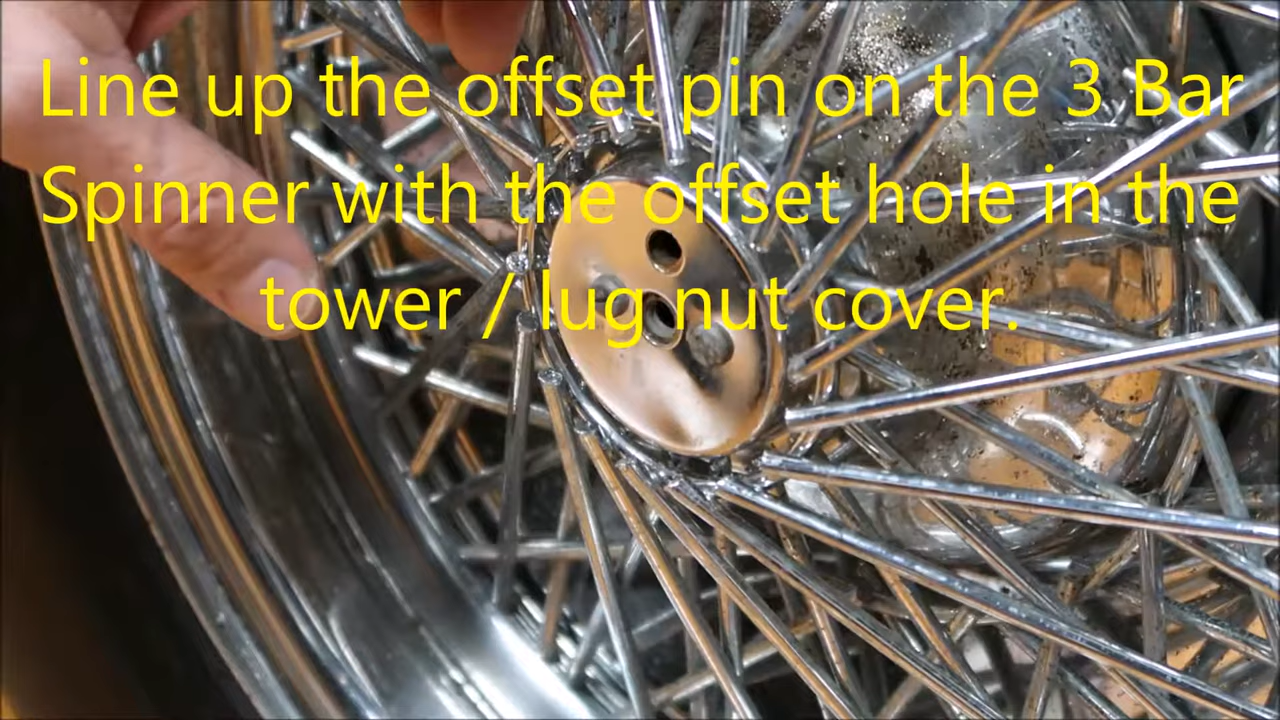 Line up the offset pin on the 3 Bar
Spinner with the offset hole in the
tower / lug nut cover.